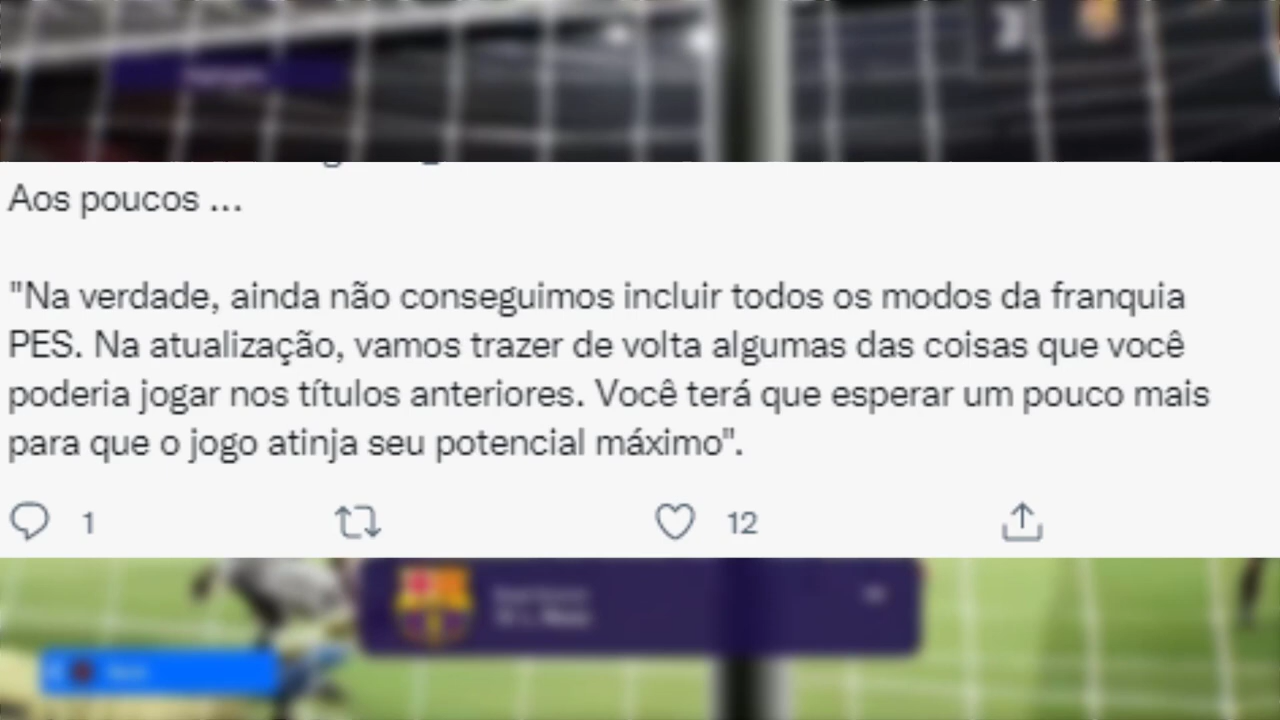 Aos poucos ...
"Na verdade, ainda não conseguimos incluir todos os modos da franquia
PES. Na atualização, vamos trazer de volta algumas das coisas que você
poderia jogar nos títulos anteriores. Você terá que esperar um pouco mais
para que o jogo atinja seu potencial máximo".
1
12